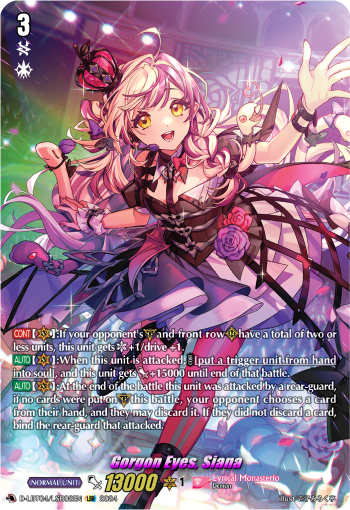 3
CONT【】:If your opponent's and front row have a total of two or
less units, this unit gets +1/drive +1.
AUTO【】:When this unit is attacked, [put a trigger unit from hand
into soul], and this unit gets +15000 until end of that battle.
AUTO【】:At the end of the battle this unit was attacked by a rear-guard,
if no cards were put on this battle, your opponent chooses a
card from their hand, and they may discard it. If they did not discard a card,
bind the rear-guard that attacked.
Gorgon Eyes, Siana
NORMAL UNIT
13000
1
Lyrical Monasterio
Demon
2024